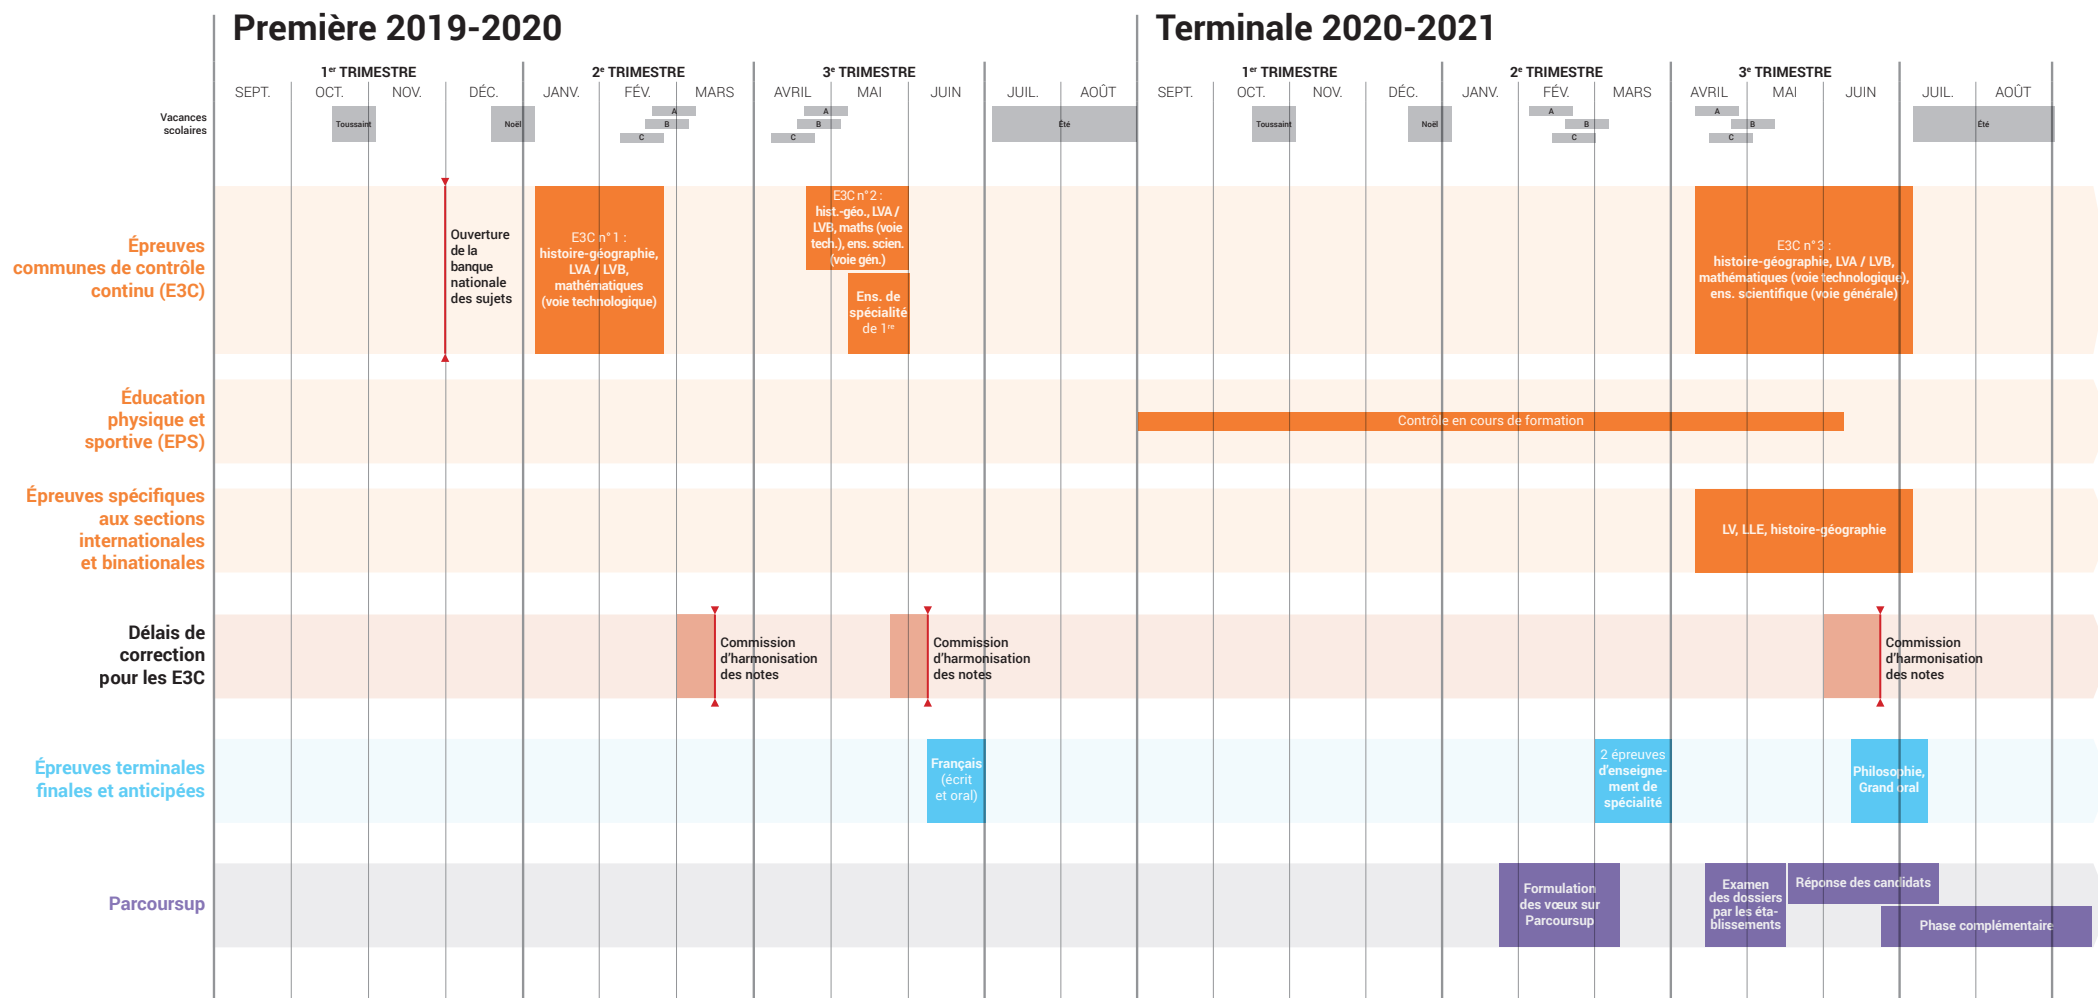 Première 2019-2020
Terminale 2020-2021
1er TRIMESTRE
2e TRIMESTRE
3e TRIMESTRE
1er TRIMESTRE
2e TRIMESTRE
3e TRIMESTRE
SEPT.
OCT.
NOV.
DÉC.
JANV.
FÉV.
MARS
AVRIL
MAI
JUIN
JUIL.
AOÛT
SEPT.
OCT.
NOV.
DÉC.
JANV.
FÉV.
MARS
AVRIL
MAI
JUIN
JUIL.
AOÛT
Vacances
scolaires
Toussaint
Noël
A
B
C
A
B
C
Été
Toussaint
Noël
A
B
C
A
B
C
Été
Épreuves
communes de contrôle
continu (E3C)
Ouverture
de la
banque
nationale
des sujets
E3C n°1 :
histoire-géographie,
LVA / LVB,
mathématiques
(voie technologique)
E3C n°2 :
hist.-géo., LVA /
LVB, maths (voie
tech.), ens. scien.
(voie gén.)
Ens. de
spécialité
de 1re
E3C n°3 :
histoire-géographie, LVA / LVB,
mathématiques (voie technologique),
ens. scientifique (voie générale)
Éducation
physique et
sportive (EPS)
Contrôle en cours de formation
Épreuves spécifiques
aux sections
internationales
et binationales
LV, LLE, histoire-géographie
Délais de
correction
pour les E3C
Commission
d'harmonisation
des notes
Commission
d'harmonisation
des notes
Commission
d'harmonisation
des notes
Épreuves terminales
finales et anticipées
Français
(écrit
et oral)
2 épreuves
d'enseigne-
ment de
spécialité
Philosophie,
Grand oral
Parcoursup
Formulation
des vœux sur
Parcoursup
Examen
des dossiers
par les éta-
blissements
Réponse des candidats
Phase complémentaire